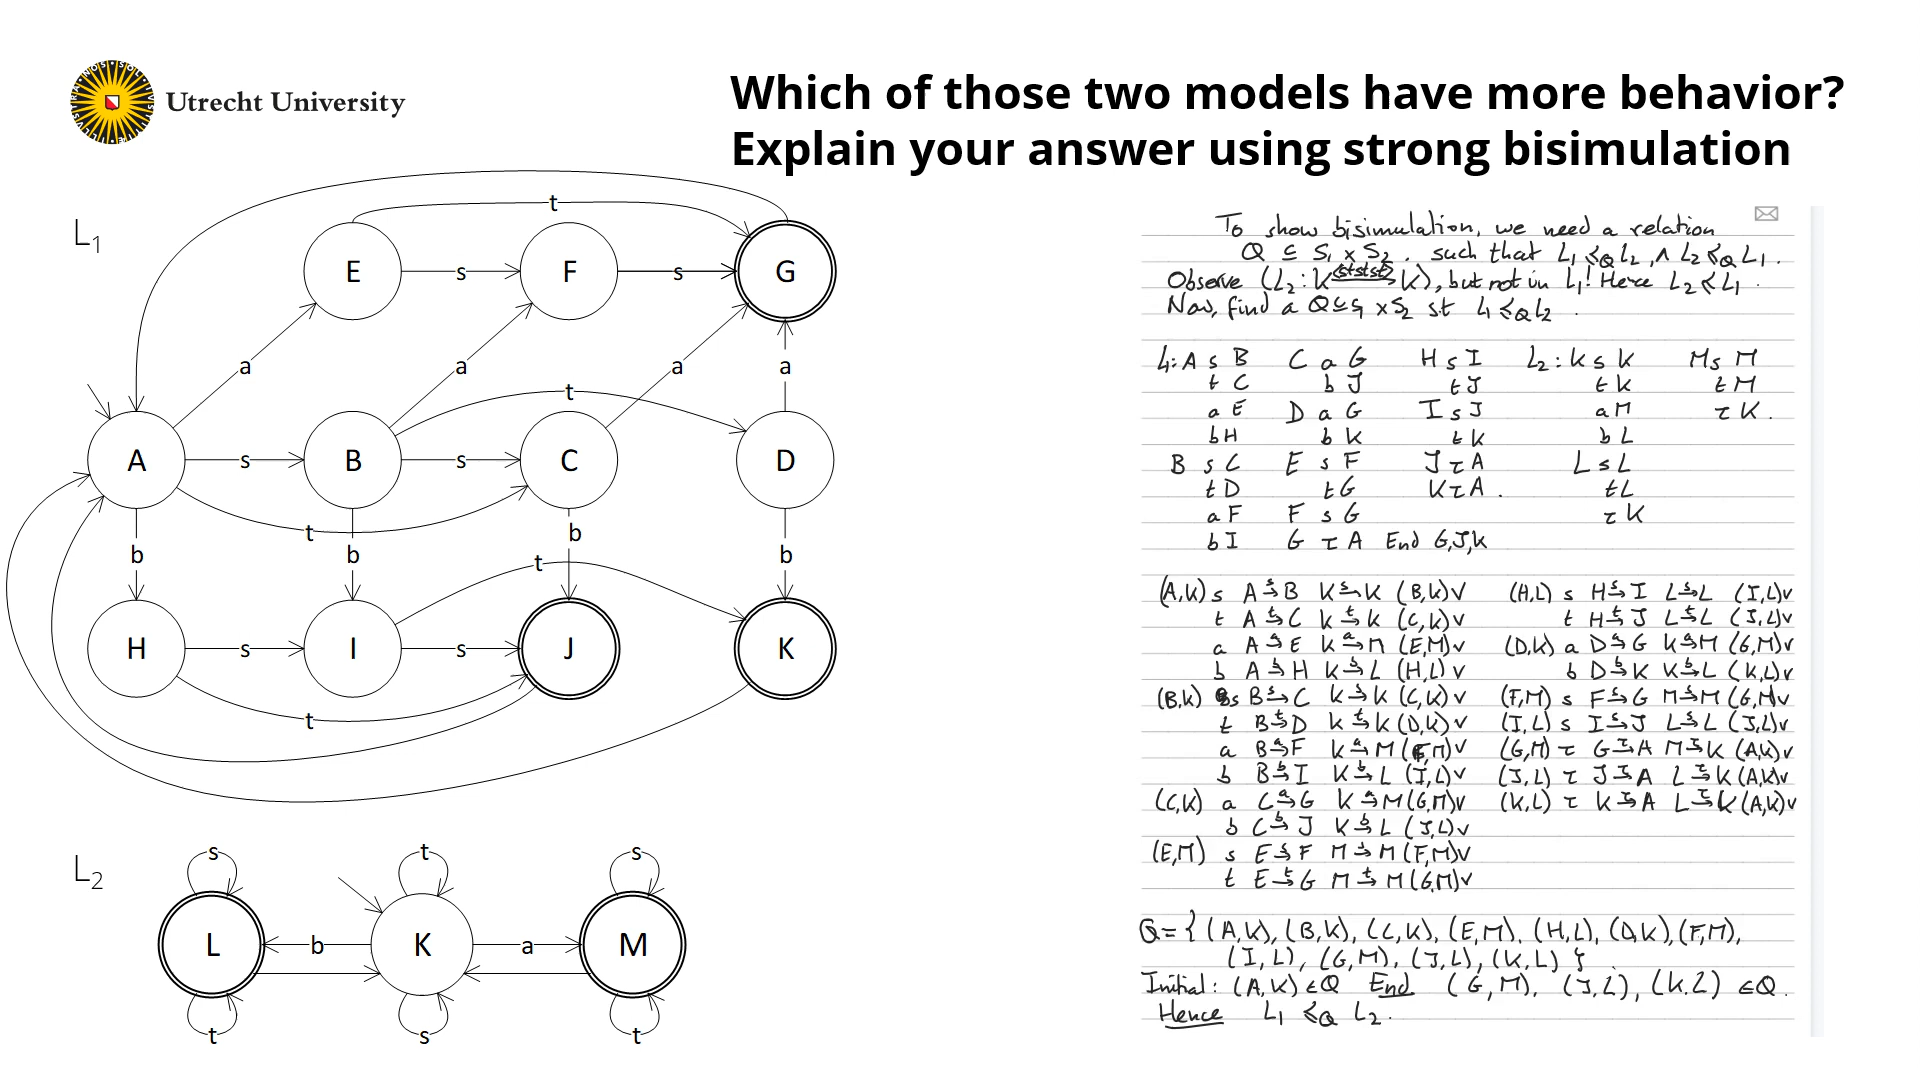 Utrecht University
Which of those two models have more behavior?
Explain your answer using strong bisimulation
L1
t
E
s
F
s
G
a
a
a
a
t
A
s
B
s
C
D
t
b
b
b
b
t
H
s
I
s
J
K
t
L2
s
t
s
L
b
K
a
M
t
s
t
To show bisimulation, we need a relation
Q ⊆ S1 × S2. such that L1 ≼Q L2, ∧ L2 ≼Q L1.
Observe (L2: K ststst K), but not in L1! Here L2 ⋠ L1.
Now, find a Q ⊆ S1 × S2 st L1 ≼Q L2.
L1: A s B C a G H s I L2: K s K M s M
t C b J t J t K t M
a E D a G I s J a M τ K.
b H b K t K b L
B s C E s F J τ A L s L
t D t G K τ A. t L
a F F s G τ K
b I G τ A End G,J,K
(A,K) s A →s B K →s K (B,K)v (H,L) s H →s I L →s L (I,L)v
t A →t C K →t K (C,K)v t H →t J L →t L (J,L)v
a A →a E K →a M (E,M)v (D,K) a D →a G K →a M (G,M)v
b A →b H K →b L (H,L)v b D →b K K →b L (K,L)v
(B,K) s B →s C K →s K (C,K)v (F,M) s F →s G M →s M (G,M)v
t B →t D K →t K (D,K)v (I,L) s I →s J L →s L (J,L)v
a B →a F K →a M (F,M)v (G,M) τ G →τ A M →τ K (A,K)v
b B →b I K →b L (I,L)v (J,L) τ J →τ A L →τ K (A,K)v
(C,K) a C →a G K →a M (G,M)v (K,L) τ K →τ A L →τ K (A,K)v
b C →b J K →b L (J,L)v
(E,M) s E →s F M →s M (F,M)v
t E →t G M →t M (G,M)v
Q = { (A,K), (B,K), (C,K), (E,M), (H,L), (D,K), (F,M),
(I,L), (G,M), (J,L), (K,L) }
Initial: (A,K) ∈ Q End (G,M), (J,L), (K,L) ∈ Q.
Hence L1 ≼Q L2.